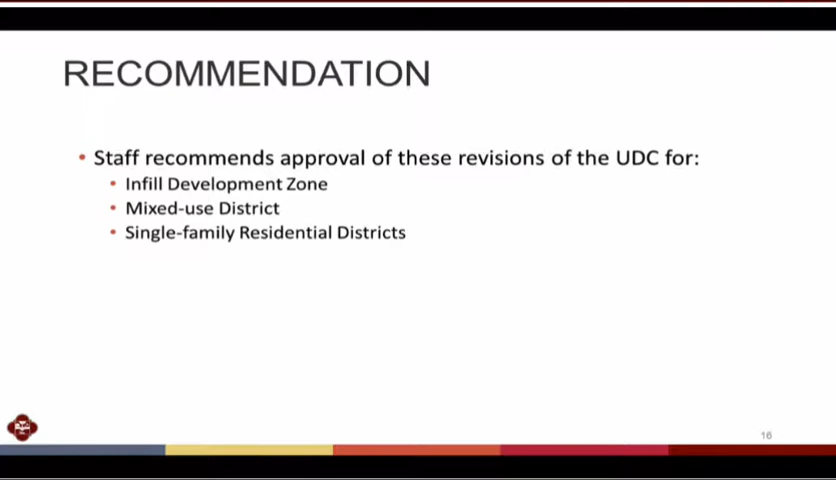 RECOMMENDATION
• Staff recommends approval of these revisions of the UDC for:
• Infill Development Zone
• Mixed-use District
• Single-family Residential Districts
16